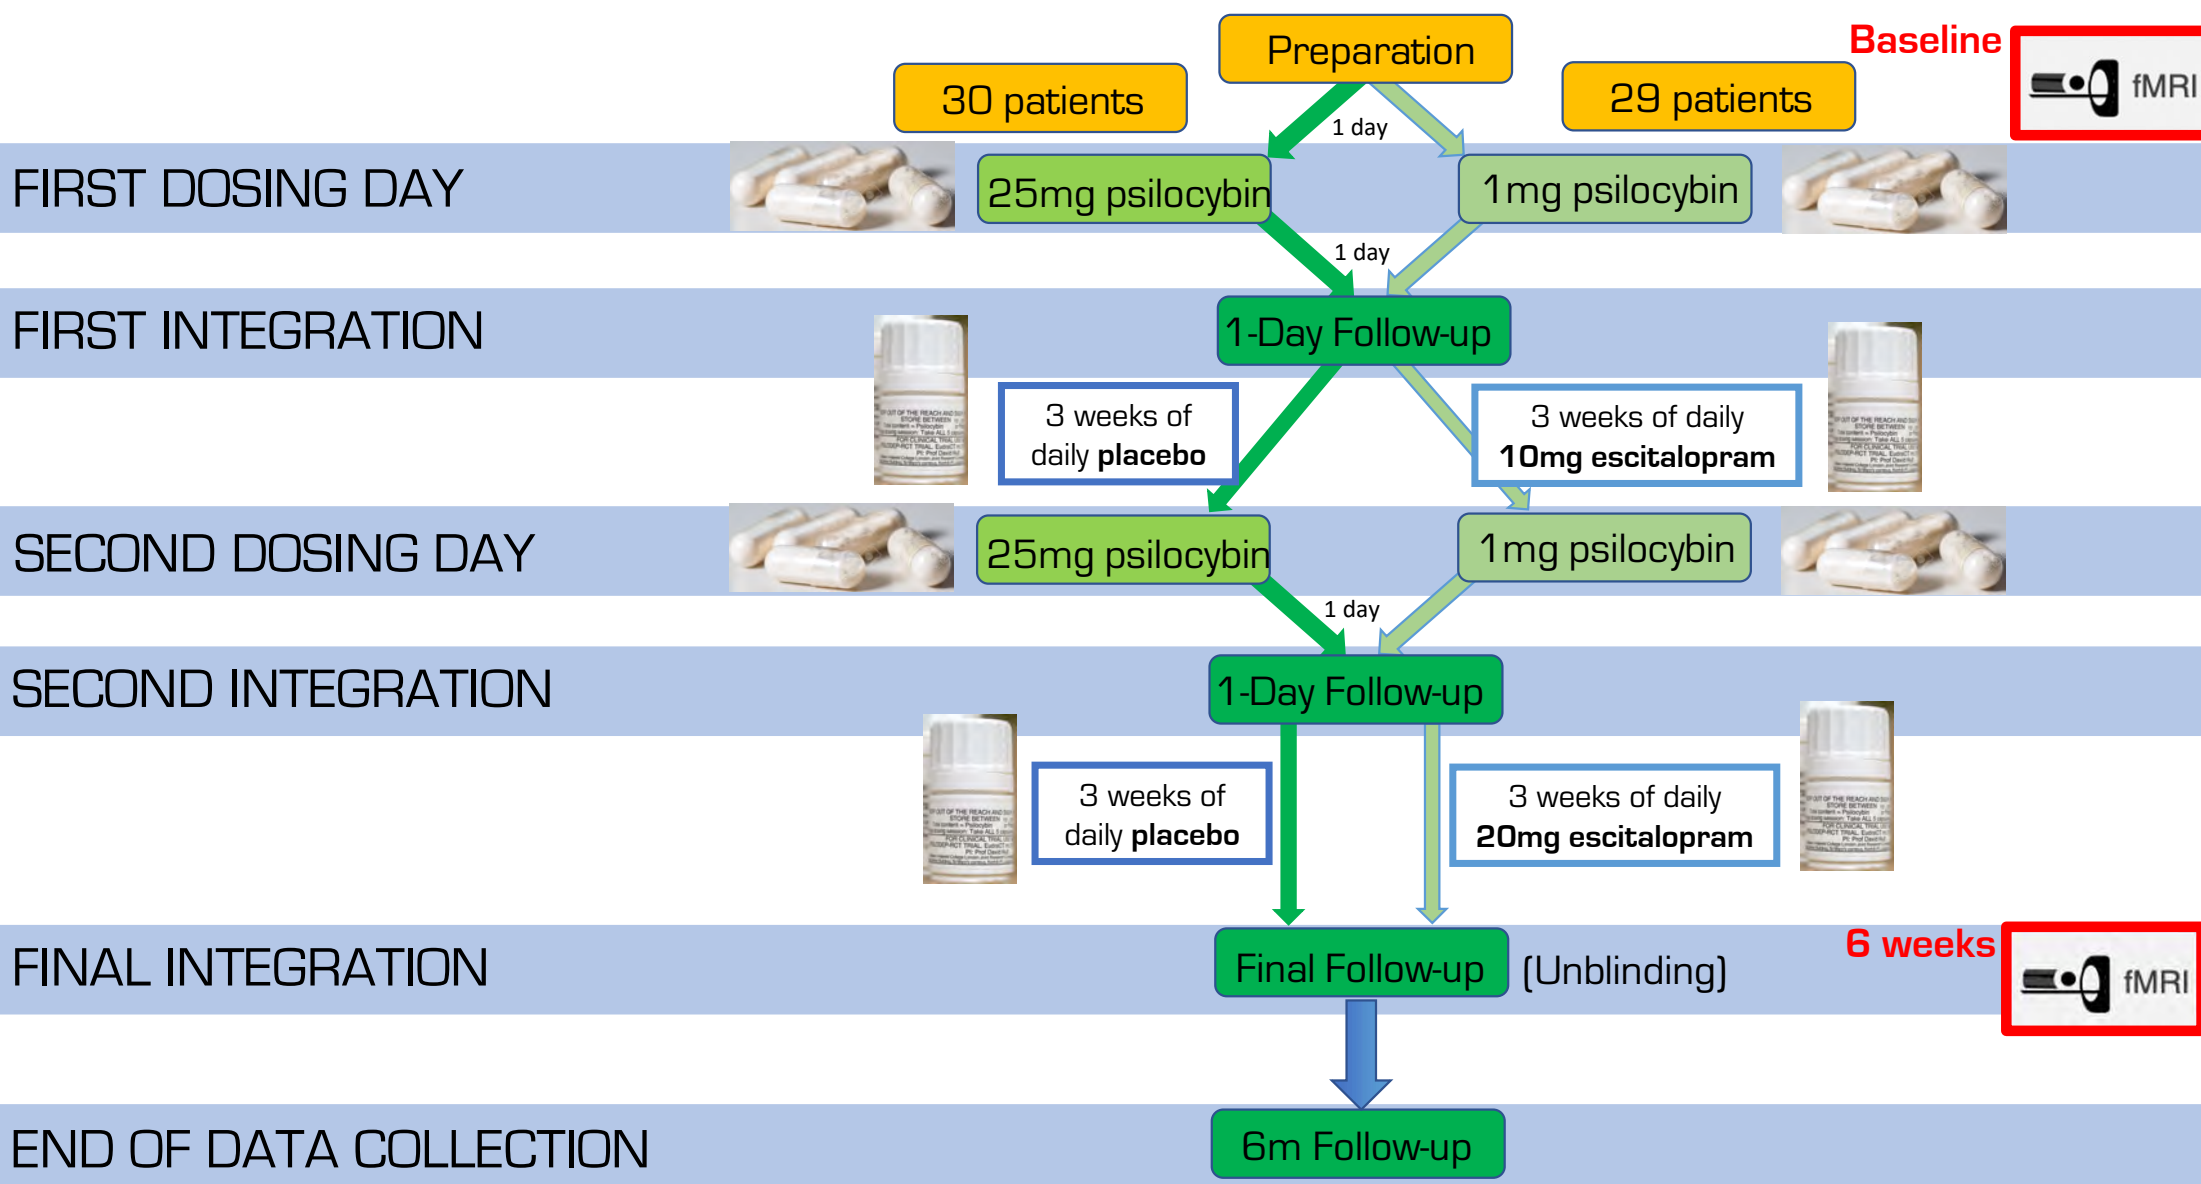 Preparation
Baseline
fMRI
30 patients
29 patients
1 day
FIRST DOSING DAY
25mg psilocybin
1mg psilocybin
1 day
FIRST INTEGRATION
1-Day Follow-up
3 weeks of
daily placebo
3 weeks of daily
10mg escitalopram
SECOND DOSING DAY
25mg psilocybin
1mg psilocybin
1 day
SECOND INTEGRATION
1-Day Follow-up
3 weeks of
daily placebo
3 weeks of daily
20mg escitalopram
FINAL INTEGRATION
Final Follow-up
(Unblinding)
6 weeks
fMRI
END OF DATA COLLECTION
6m Follow-up